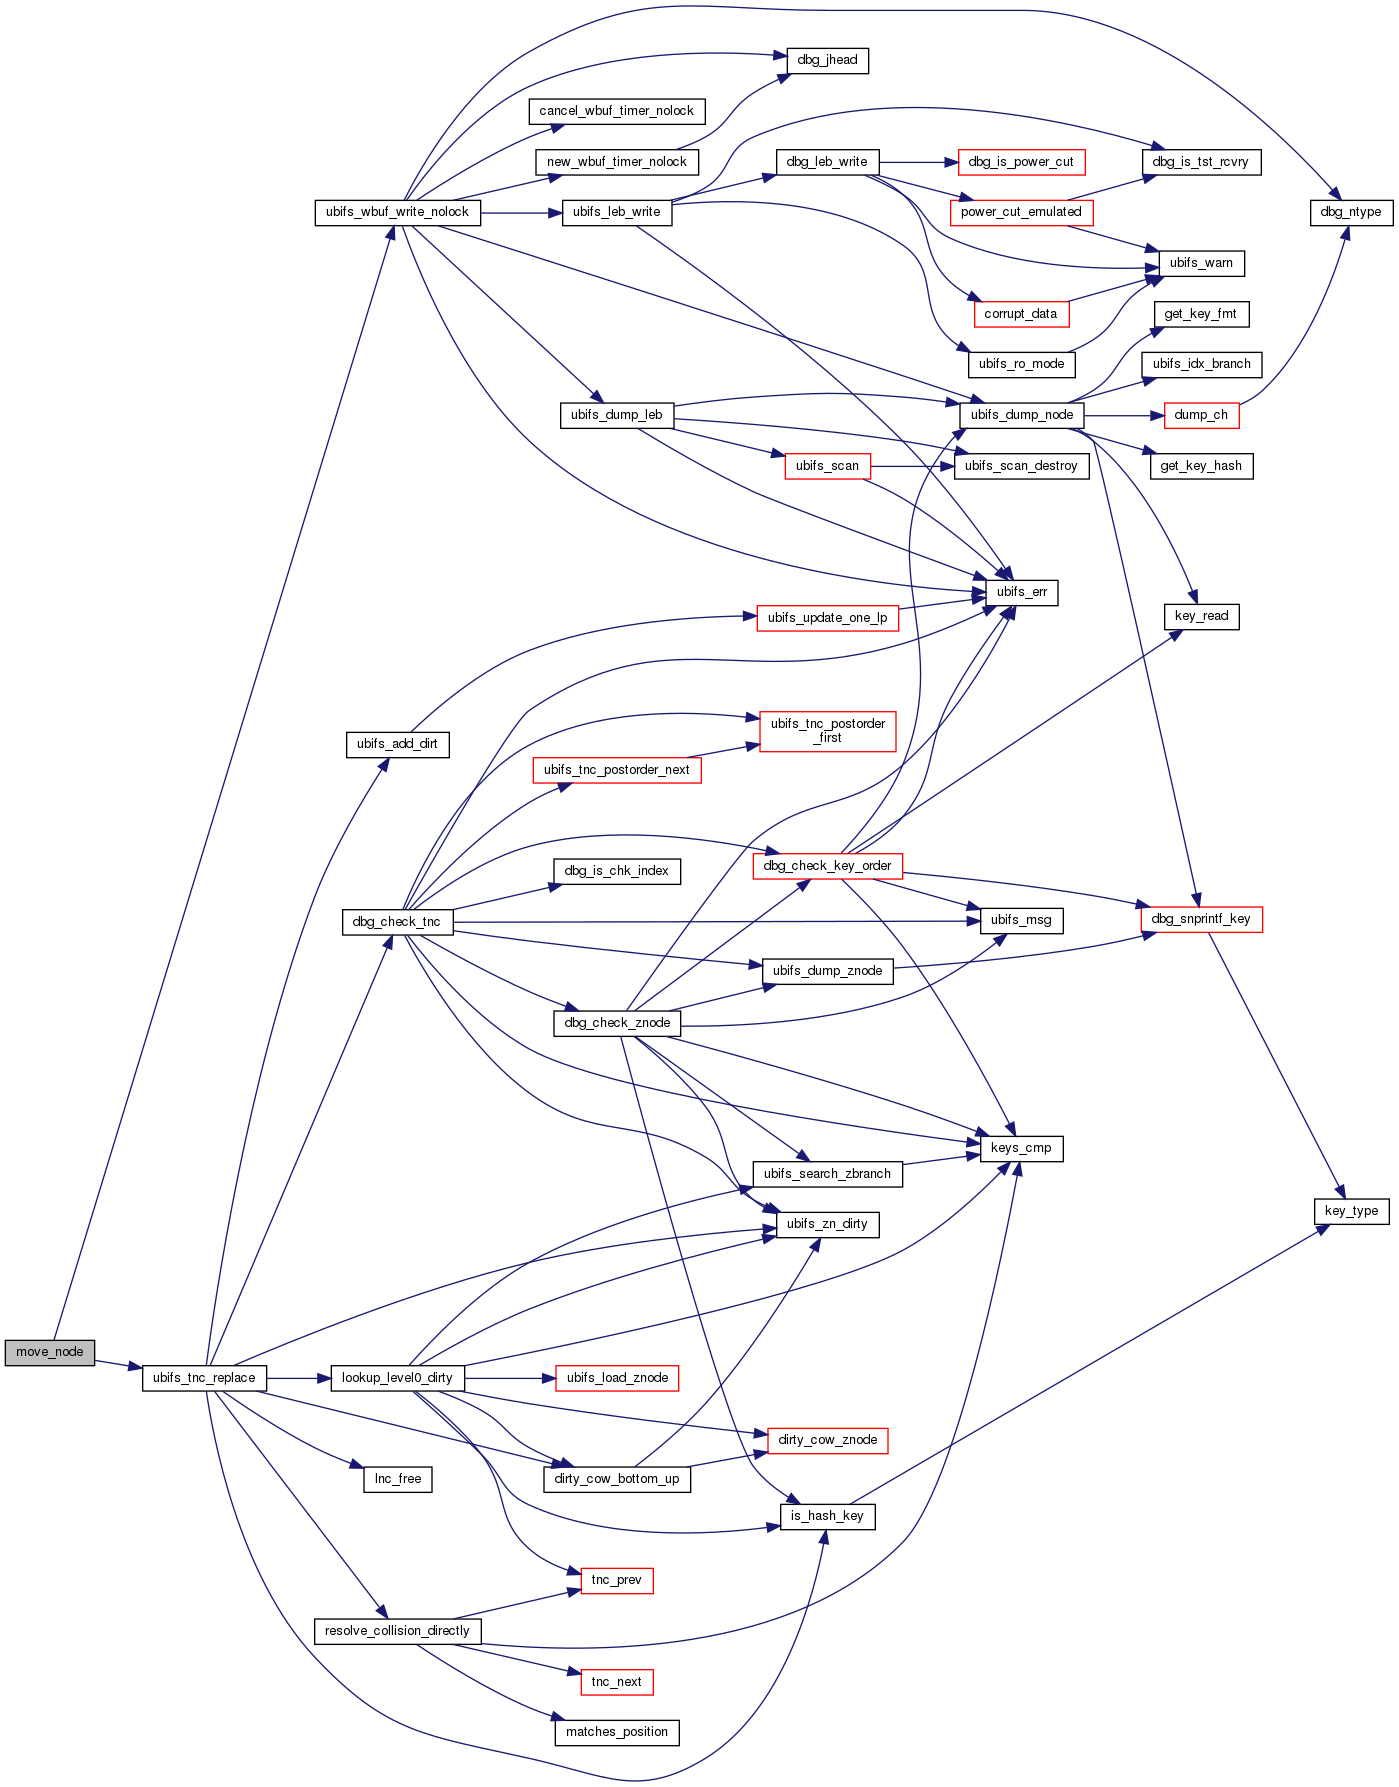 dbg_jhead
cancel_wbuf_timer_nolock
new_wbuf_timer_nolock
dbg_leb_write
dbg_is_power_cut
dbg_is_tst_rcvry
ubifs_wbuf_write_nolock
ubifs_leb_write
power_cut_emulated
dbg_ntype
ubifs_warn
corrupt_data
get_key_fmt
ubifs_ro_mode
ubifs_idx_branch
ubifs_dump_leb
ubifs_dump_node
dump_ch
ubifs_scan
ubifs_scan_destroy
get_key_hash
ubifs_err
ubifs_update_one_lp
key_read
ubifs_add_dirt
ubifs_tnc_postorder
_first
ubifs_tnc_postorder_next
dbg_check_key_order
dbg_is_chk_index
dbg_check_tnc
ubifs_msg
dbg_snprintf_key
ubifs_dump_znode
dbg_check_znode
keys_cmp
ubifs_search_zbranch
ubifs_zn_dirty
key_type
move_node
ubifs_tnc_replace
lookup_level0_dirty
ubifs_load_znode
dirty_cow_znode
lnc_free
dirty_cow_bottom_up
is_hash_key
tnc_prev
resolve_collision_directly
tnc_next
matches_position